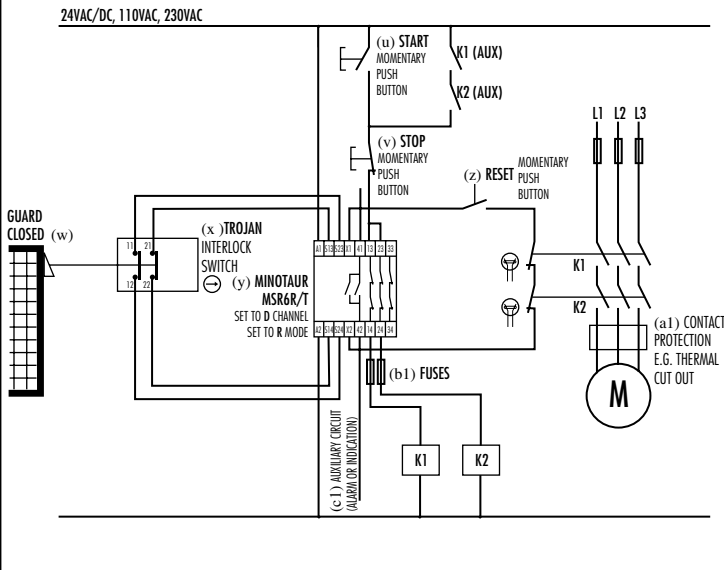 24VAC/DC, 110VAC, 230VAC
(u) START
MOMENTARY
PUSH
BUTTON
K1 (AUX)
K2 (AUX)
(v) STOP
MOMENTARY
PUSH
BUTTON
(z) RESET
MOMENTARY
PUSH
BUTTON
L1 L2 L3
GUARD
CLOSED (w)
11 21
12 22
(x )TROJAN
INTERLOCK
SWITCH
(y) MINOTAUR
MSR6R/T
SET TO D CHANNEL
SET TO R MODE
A1 S13 S23 X1 41 13 23 33
A2 S14 S24 X2 42 14 24 34
K1
K2
(a1) CONTACT
PROTECTION
E.G. THERMAL
CUT OUT
M
(b1) FUSES
(c1) AUXILIARY CIRCUIT
(ALARM OR INDICATION)
K1
K2